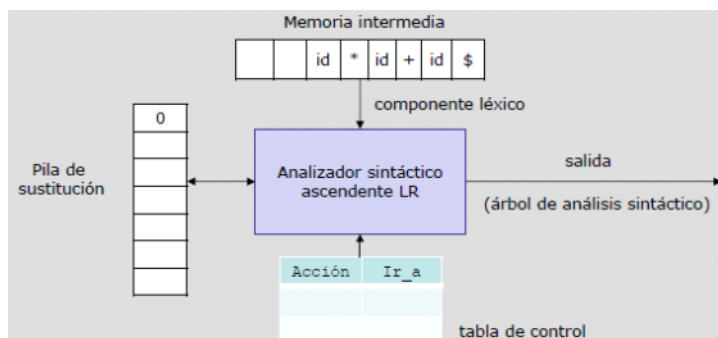 Memoria intermedia
id * id + id $
componente léxico
0
Pila de
sustitución
Analizador sintáctico
ascendente LR
salida
(árbol de análisis sintáctico)
Acción Ir_a
tabla de control